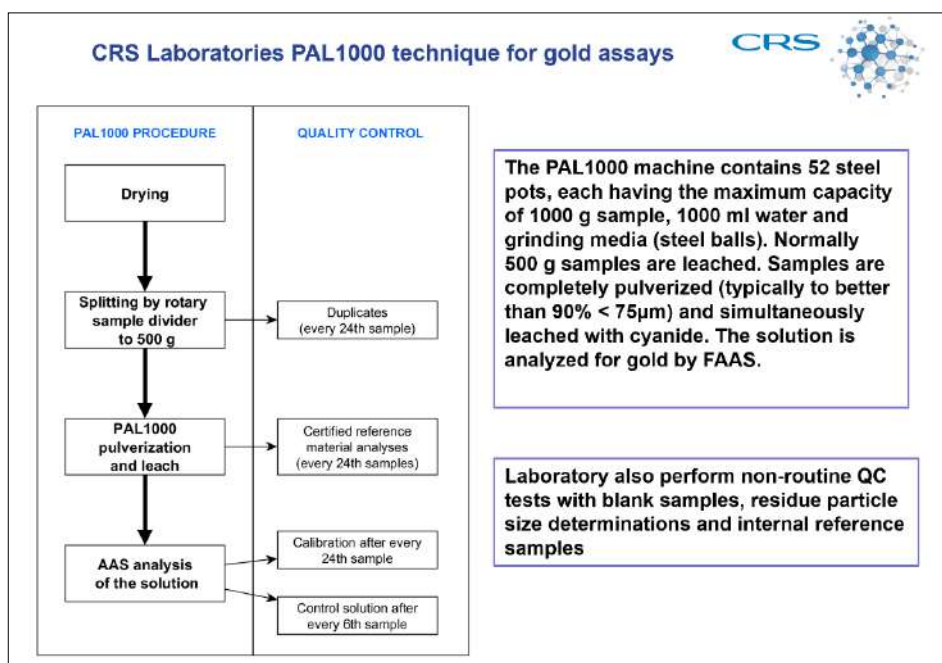 CRS Laboratories PAL1000 technique for gold assays
CRS
PAL1000 PROCEDURE
QUALITY CONTROL
Drying
Splitting by rotary
sample divider
to 500 g
Duplicates
(every 24th sample)
PAL1000
pulverization
and leach
Certified reference
material analyses
(every 24th samples)
AAS analysis
of the solution
Calibration after every
24th sample
Control solution after
every 6th sample
The PAL1000 machine contains 52 steel
pots, each having the maximum capacity
of 1000 g sample, 1000 ml water and
grinding media (steel balls). Normally
500 g samples are leached. Samples are
completely pulverized (typically to better
than 90% < 75µm) and simultaneously
leached with cyanide. The solution is
analyzed for gold by FAAS.
Laboratory also perform non-routine QC
tests with blank samples, residue particle
size determinations and internal reference
samples